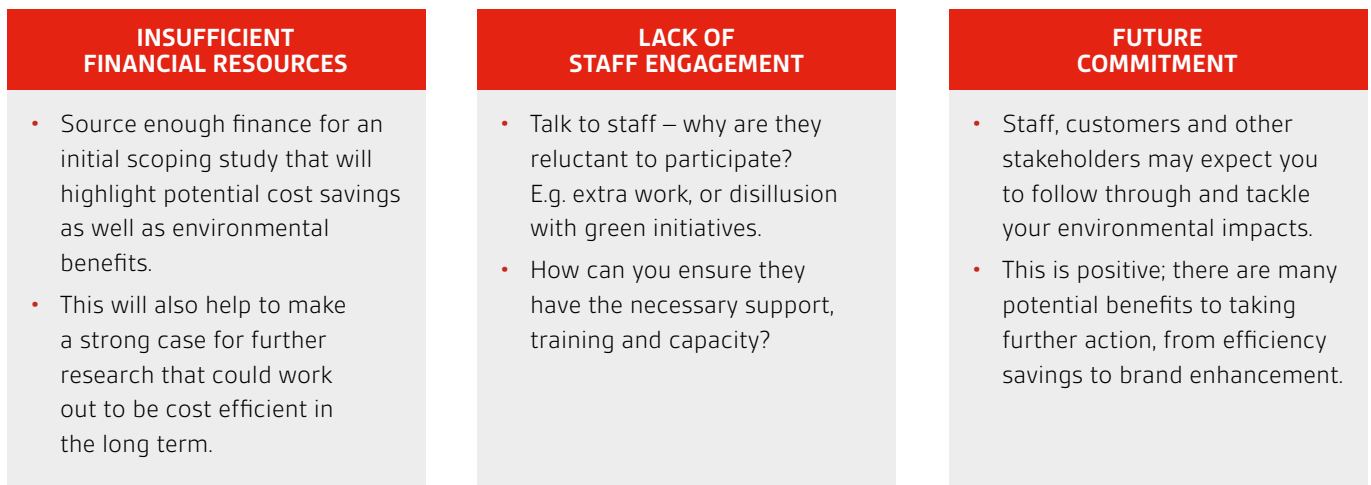 INSUFFICIENT
FINANCIAL RESOURCES
• Source enough finance for an
initial scoping study that will
highlight potential cost savings
as well as environmental
benefits.
• This will also help to make
a strong case for further
research that could work
out to be cost efficient in
the long term.
LACK OF
STAFF ENGAGEMENT
• Talk to staff – why are they
reluctant to participate?
E.g. extra work, or disillusion
with green initiatives.
• How can you ensure they
have the necessary support,
training and capacity?
FUTURE
COMMITMENT
• Staff, customers and other
stakeholders may expect you
to follow through and tackle
your environmental impacts.
• This is positive; there are many
potential benefits to taking
further action, from efficiency
savings to brand enhancement.